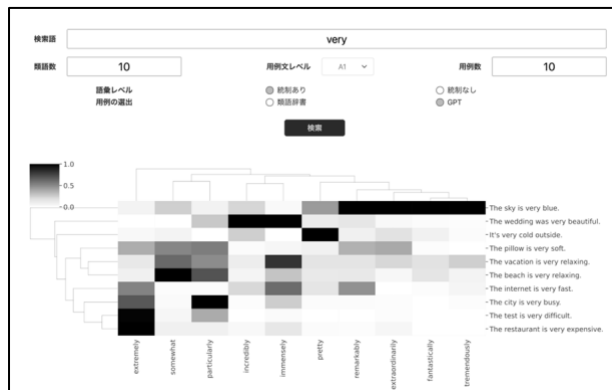 検索語 very
類語数 10 用例文レベル A1 用例数 10
語彙レベル 統制あり 統制なし
用例の選出 類語辞書 GPT
検索
1.0
0.5
0.0
The sky is very blue.
The wedding was very beautiful.
It's very cold outside.
The pillow is very soft.
The vacation is very relaxing.
The beach is very relaxing.
The internet is very fast.
The city is very busy.
The test is very difficult.
The restaurant is very expensive.
extremely
somewhat
particularly
incredibly
immensely
pretty
remarkably
extraordinarily
fantastically
tremendously